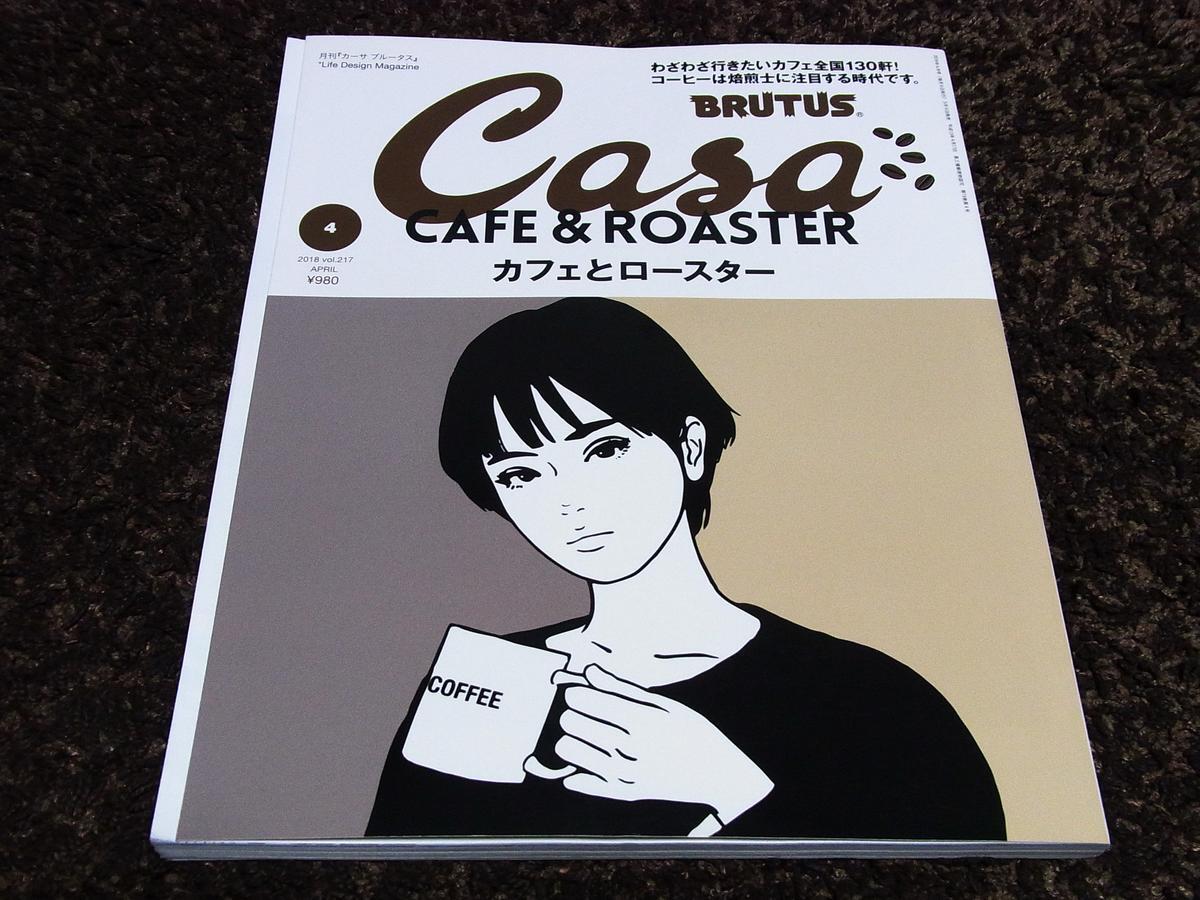 月刊『カーサ ブルータス』
"Life Design Magazine
わざわざ行きたいカフェ全国130軒!
コーヒーは焙煎士に注目する時代です。
BRUTUS®
Casa
CAFE & ROASTER
カフェとロースター
4
2018 vol.217
APRIL
¥980
COFFEE